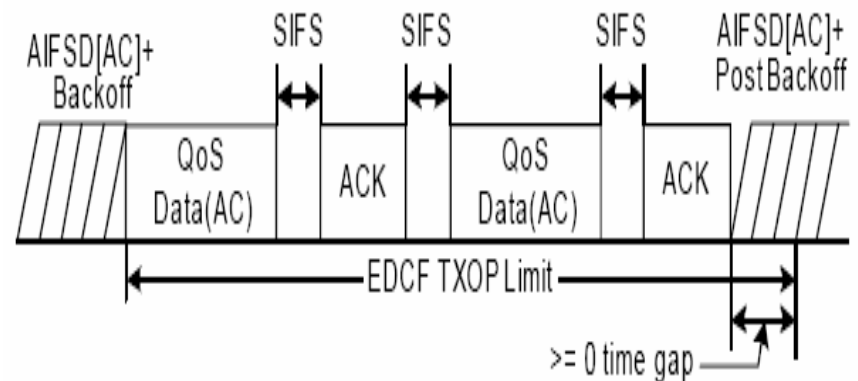 AIFSD[AC]+
Backoff
SIFS
SIFS
SIFS
AIFSD[AC]+
Post Backoff
QoS
Data(AC)
ACK
QoS
Data(AC)
ACK
EDCF TXOP Limit
>= 0 time gap